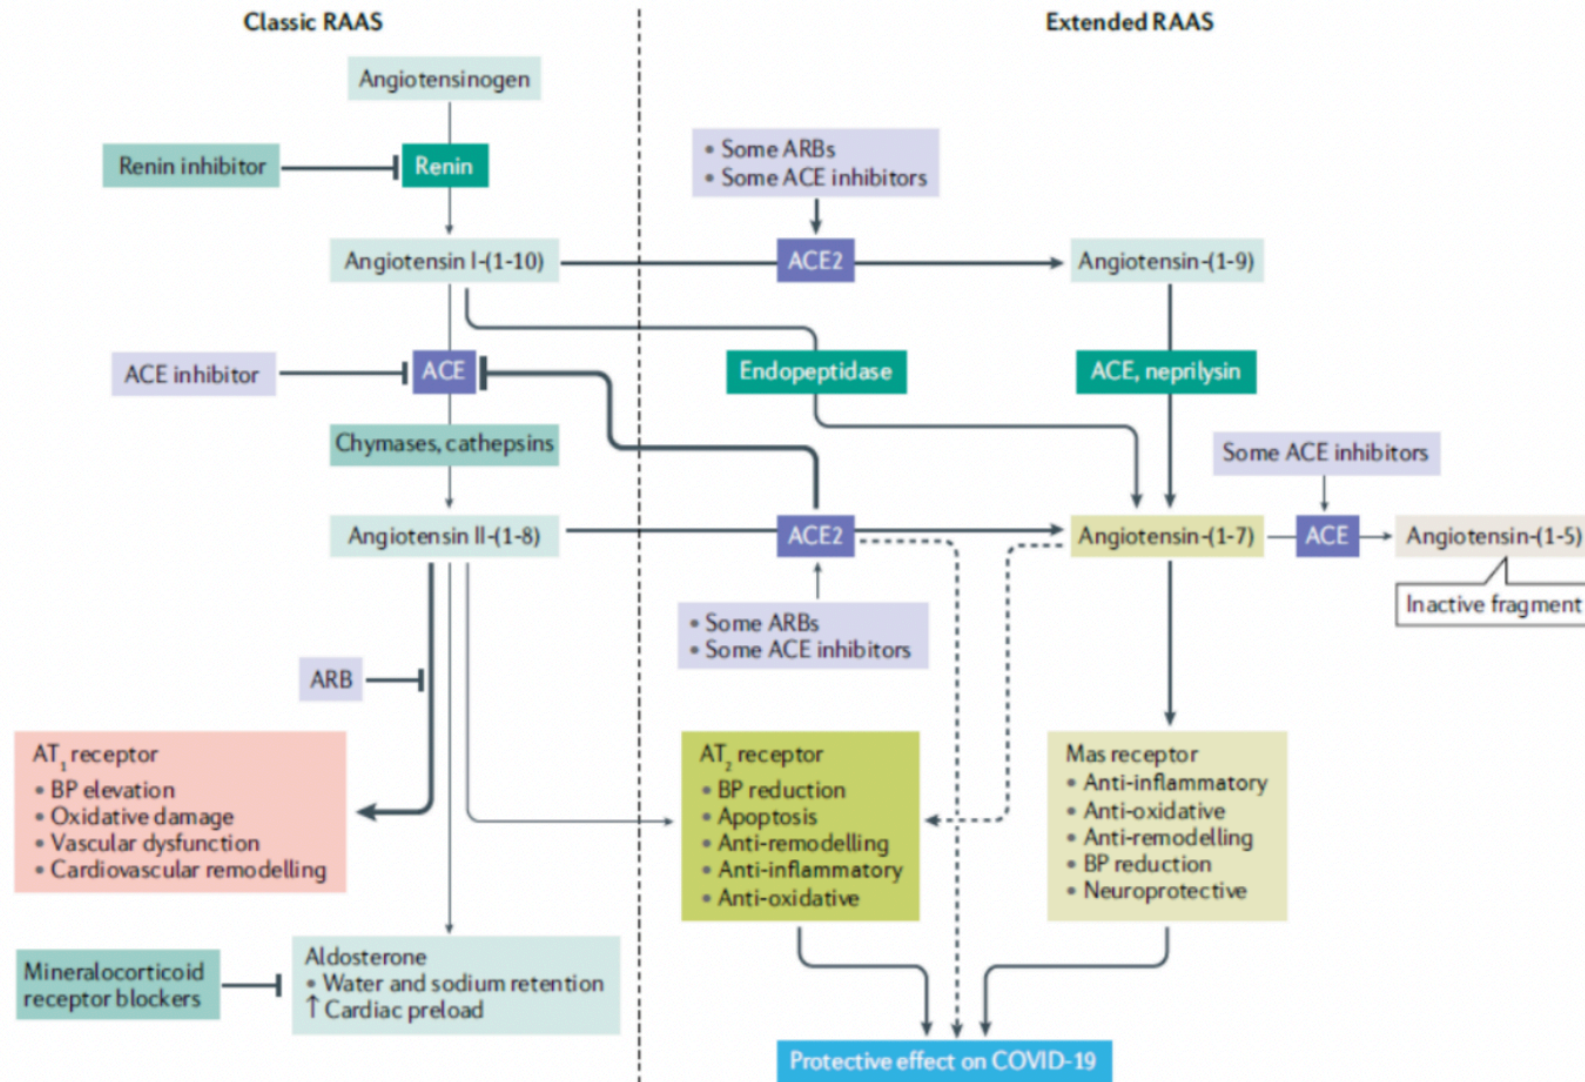 Classic RAAS
Extended RAAS
Angiotensinogen
Renin inhibitor
Renin
• Some ARBs
• Some ACE inhibitors
Angiotensin I-(1-10)
ACE2
Angiotensin-(1-9)
ACE inhibitor
ACE
Endopeptidase
ACE, neprilysin
Chymases, cathepsins
Some ACE inhibitors
Angiotensin II-(1-8)
ACE2
Angiotensin-(1-7)
ACE
Angiotensin-(1-5)
Inactive fragment
• Some ARBs
• Some ACE inhibitors
ARB
AT₁ receptor
• BP elevation
• Oxidative damage
• Vascular dysfunction
• Cardiovascular remodelling
AT₂ receptor
• BP reduction
• Apoptosis
• Anti-remodelling
• Anti-inflammatory
• Anti-oxidative
Mas receptor
• Anti-inflammatory
• Anti-oxidative
• Anti-remodelling
• BP reduction
• Neuroprotective
Mineralocorticoid
receptor blockers
Aldosterone
• Water and sodium retention
↑ Cardiac preload
Protective effect on COVID-19